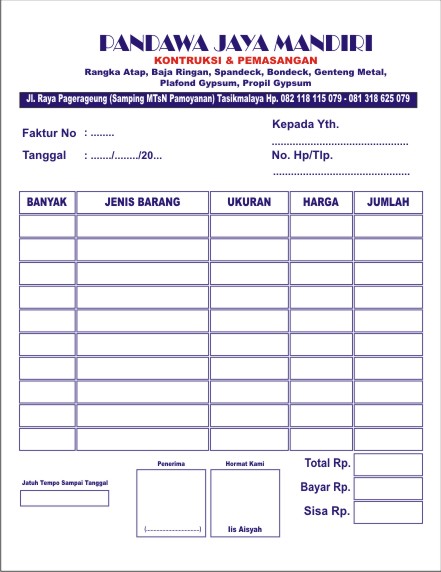 PANDAWA JAYA MANDIRI
KONTRUKSI & PEMASANGAN
Rangka Atap, Baja Ringan, Spandeck, Bondeck, Genteng Metal,
Plafond Gypsum, Propil Gypsum
Jl. Raya Pagerageung (Samping MTsN Pamoyanan) Tasikmalaya Hp. 082 118 115 079 - 081 318 625 079
Faktur No : ........
Kepada Yth.
..............................................
Tanggal : ......./......../20...
No. Hp/Tlp.
..............................................
BANYAK JENIS BARANG UKURAN HARGA JUMLAH
Total Rp.
Bayar Rp.
Sisa Rp.
Jatuh Tempo Sampai Tanggal
Penerima
(....................)
Hormat Kami
Iis Aisyah